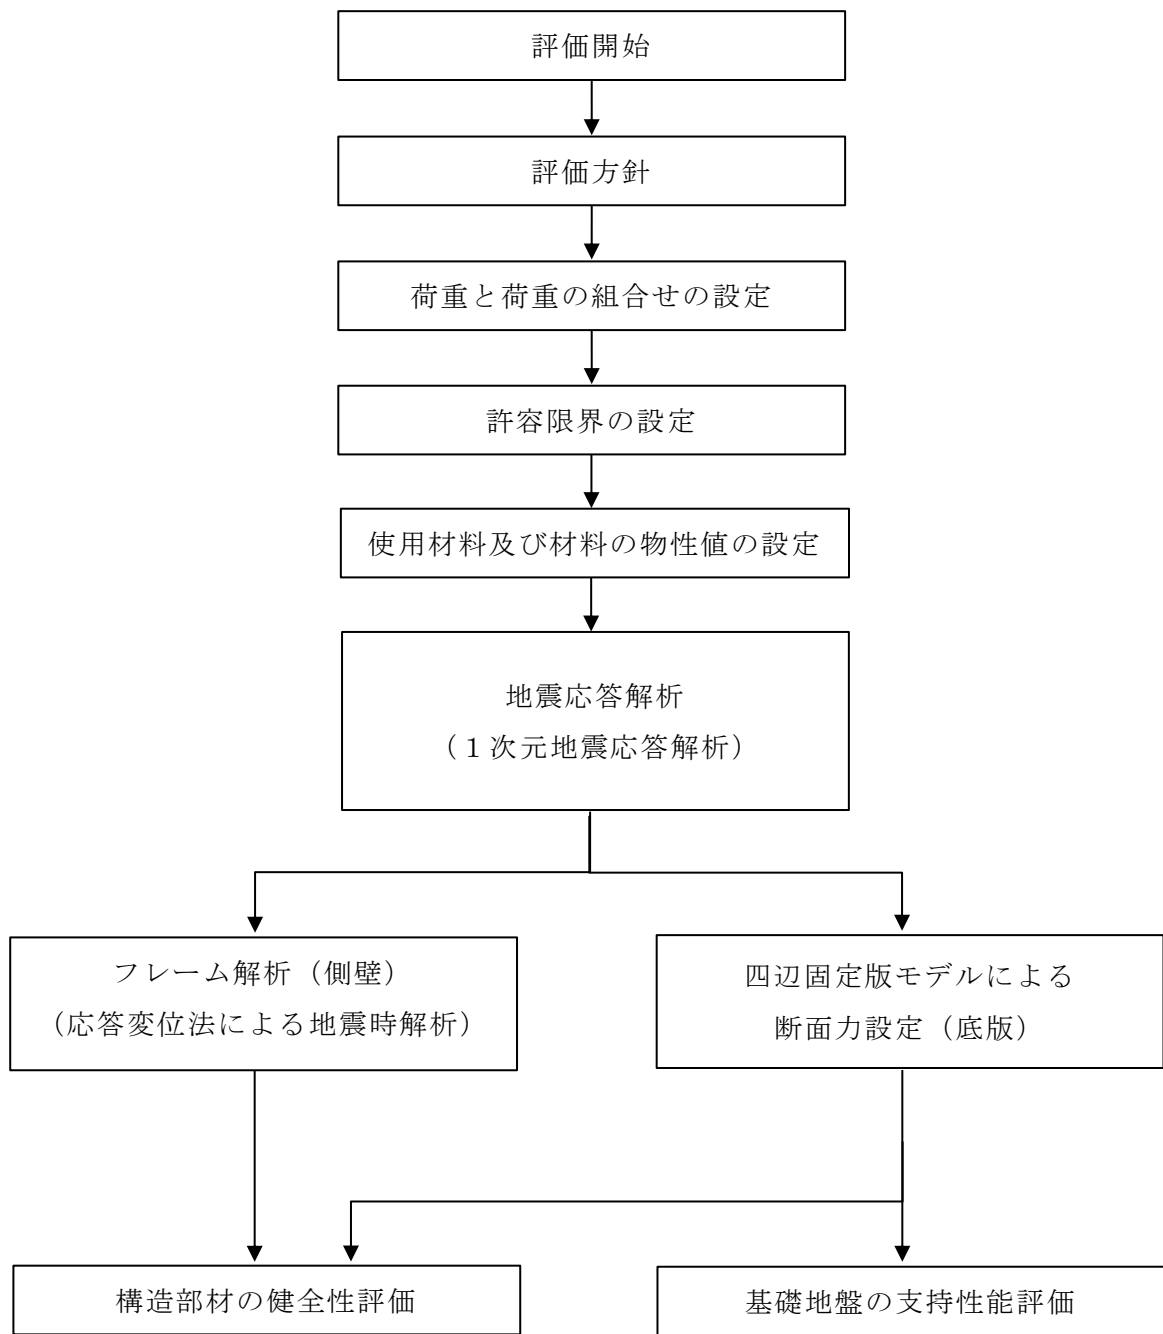 評価開始
評価方針
荷重と荷重の組合せの設定
許容限界の設定
使用材料及び材料の物性値の設定
地震応答解析
（１次元地震応答解析）
フレーム解析（側壁）
（応答変位法による地震時解析）
四辺固定版モデルによる
断面力設定（底版）
構造部材の健全性評価
基礎地盤の支持性能評価